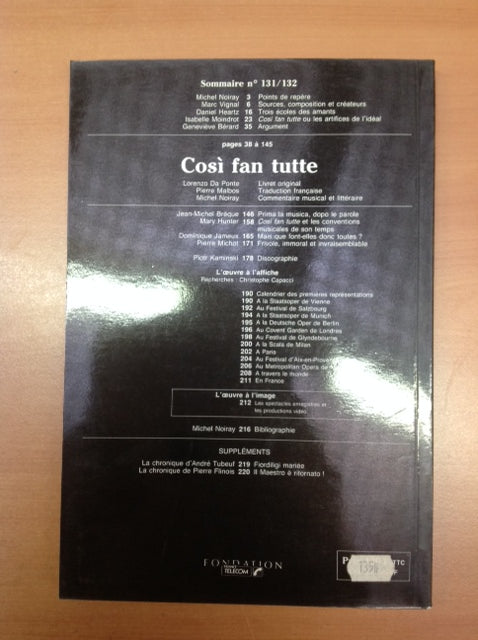 Sommaire n° 131/132
Michel Noiray 3 Points de repère
Marc Vignal 6 Sources, composition et créateurs
Daniel Heartz 16 Trois écoles des amants
Isabelle Moindrot 23 Così fan tutte ou les artifices de l'idéal
Geneviève Bérard 35 Argument
pages 38 à 145
Così fan tutte
Lorenzo Da Ponte Livret original
Pierre Malbos Traduction française
Michel Noiray Commentaire musical et littéraire
Jean-Michel Brèque 146 Prima la musica, dopo le parole
Mary Hunter 158 Così fan tutte et les conventions
musicales de son temps
Dominique Jameux 165 Mais que font-elles donc toutes ?
Pierre Michot 171 Frivole, immoral et invraisemblable
Piotr Kaminski 178 Discographie
L'œuvre à l'affiche
Recherches : Christophe Capacci
190 Calendrier des premières représentations
190 A la Staatsoper de Vienne
192 Au Festival de Salzbourg
194 A la Staatsoper de Munich
195 A la Deutsche Oper de Berlin
196 Au Covent Garden de Londres
198 Au Festival de Glyndebourne
200 A la Scala de Milan
202 A Paris
204 Au Festival d'Aix-en-Provence
206 Au Metropolitan Opera de
208 A travers le monde
211 En France
L'œuvre à l'image
212 Les spectacles enregistrés et
les productions vidéo
Michel Noiray 216 Bibliographie
SUPPLÉMENTS
La chronique d'André Tubeuf 219 Fiordiligi mariée
La chronique de Pierre Flinois 220 Il Maestro è ritornato !
FONDATION
FRANCE
TELECOM
TTC